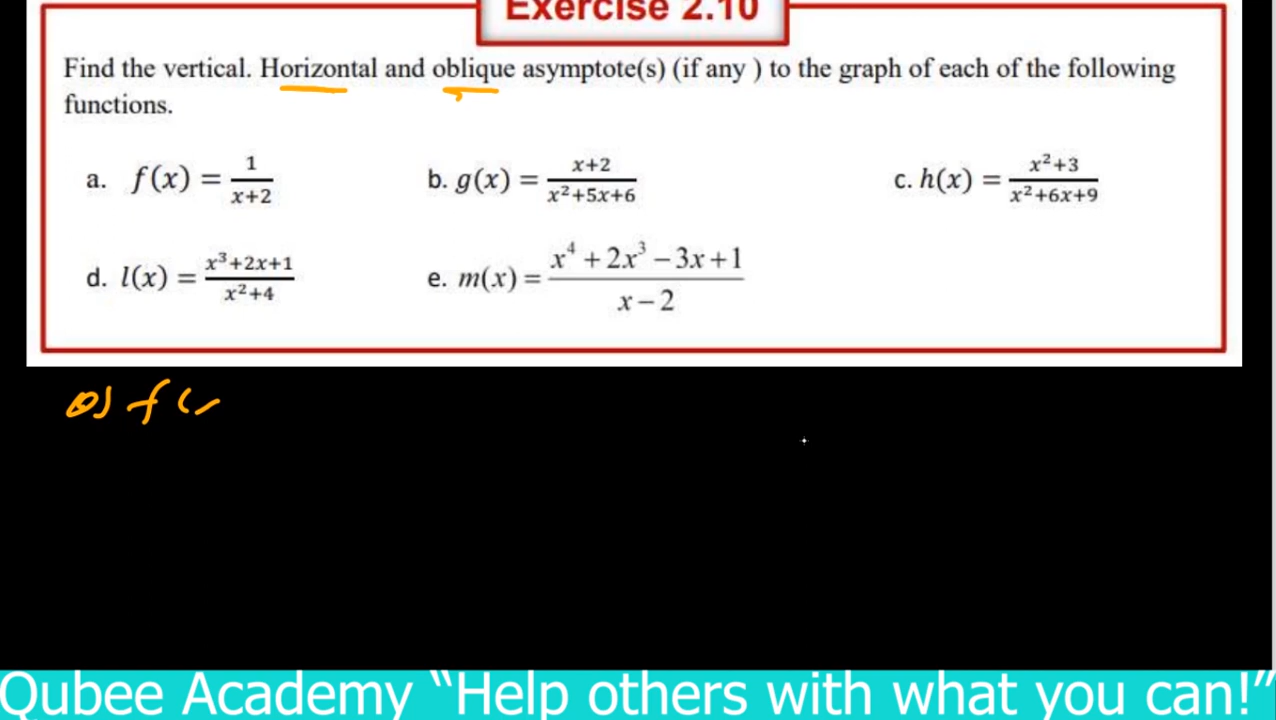 Exercise 2.10
Find the vertical. Horizontal and oblique asymptote(s) (if any ) to the graph of each of the following
functions.
a. f(x) = 1/(x+2) b. g(x) = (x+2)/(x²+5x+6) c. h(x) = (x²+3)/(x²+6x+9)
d. l(x) = (x³+2x+1)/(x²+4) e. m(x) = (x⁴ + 2x³ – 3x + 1)/(x – 2)
Qubee Academy “Help others with what you can!”